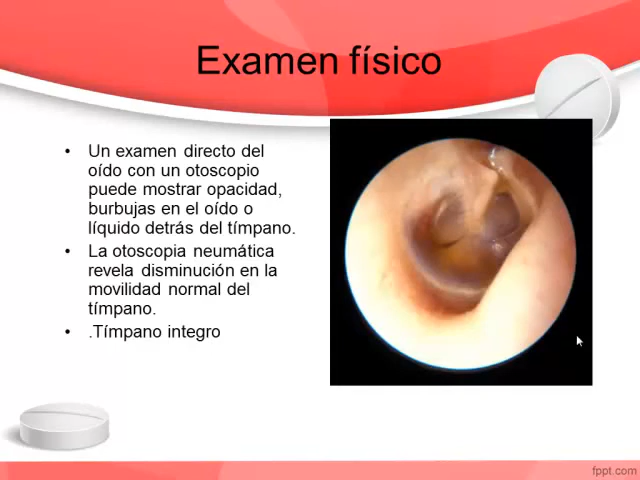 Examen físico
• Un examen directo del
oído con un otoscopio
puede mostrar opacidad,
burbujas en el oído o
líquido detrás del tímpano.
• La otoscopia neumática
revela disminución en la
movilidad normal del
tímpano.
• .Tímpano integro
fppt.com